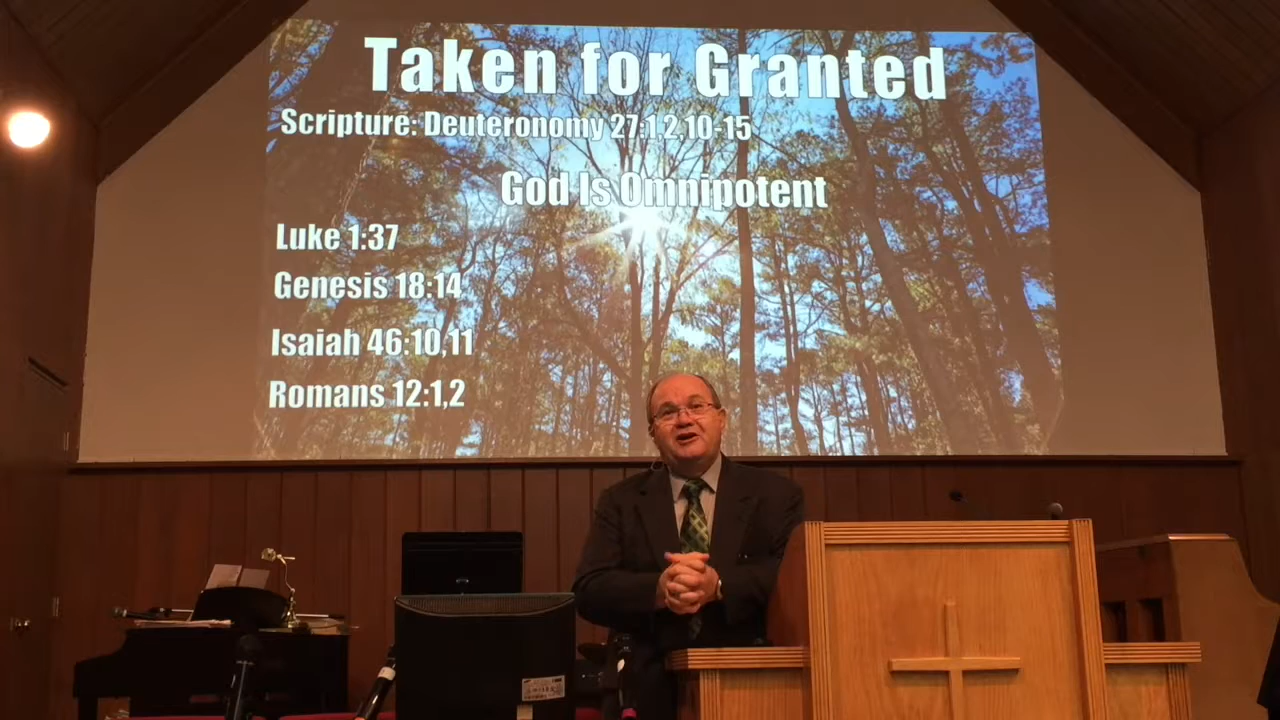 Taken for Granted
Scripture: Deuteronomy 27:1,2,10-15
God Is Omnipotent
Luke 1:37
Genesis 18:14
Isaiah 46:10,11
Romans 12:1,2